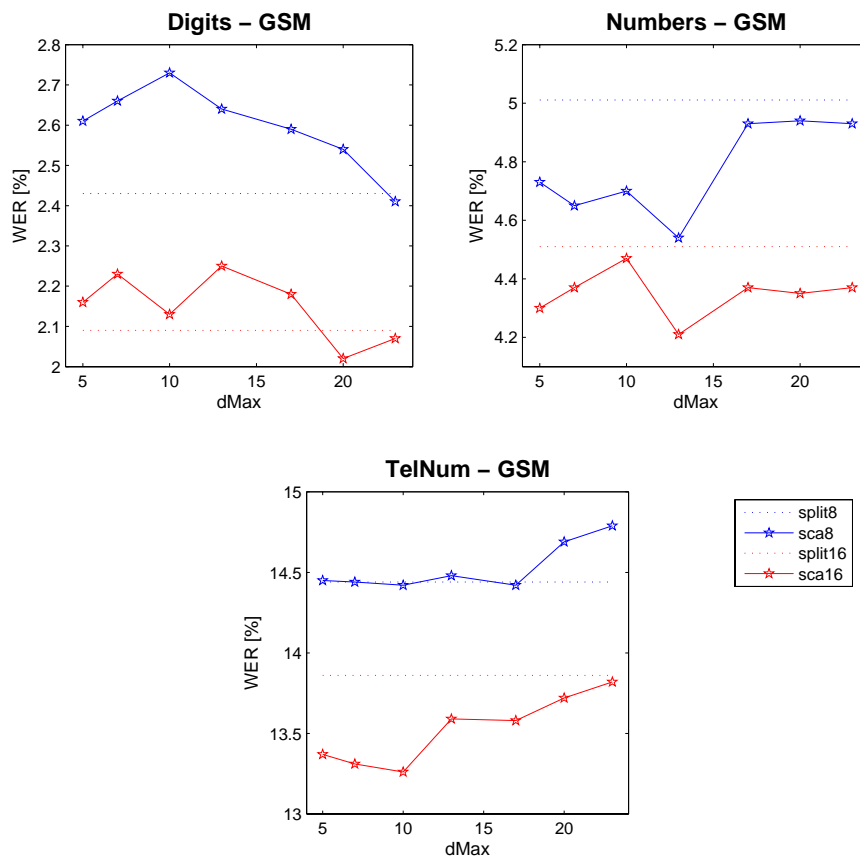 Digits – GSM
2.8
2.7
2.6
2.5
2.4
2.3
2.2
2.1
2
WER [%]
5 10 15 20
dMax
Numbers – GSM
5.2
5
4.8
4.6
4.4
4.2
WER [%]
5 10 15 20
dMax
TelNum – GSM
15
14.5
14
13.5
13
WER [%]
5 10 15 20
dMax
split8
sca8
split16
sca16